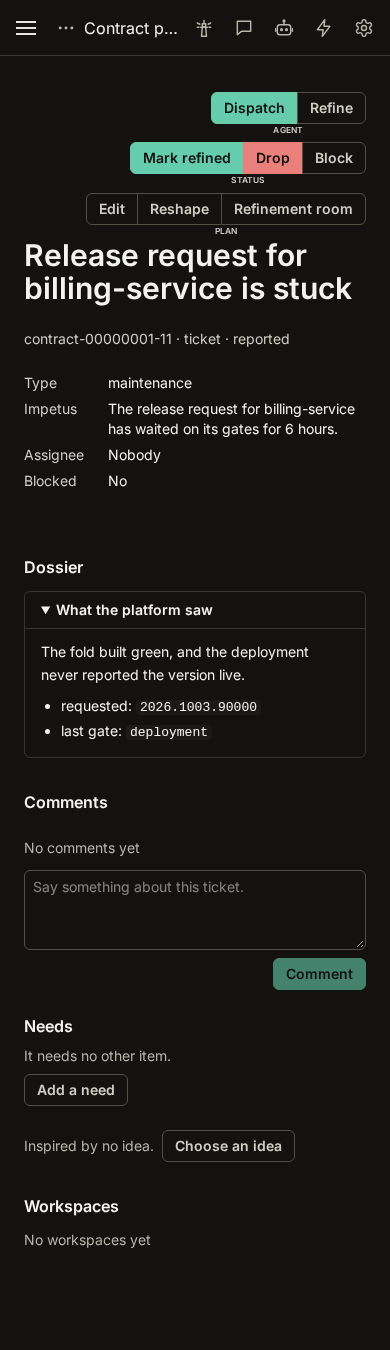 Contract p...
Dispatch Refine
AGENT
Mark refined Drop Block
STATUS
Edit Reshape Refinement room
PLAN
Release request for
billing-service is stuck
contract-00000001-11 · ticket · reported
Type maintenance
Impetus The release request for billing-service
has waited on its gates for 6 hours.
Assignee Nobody
Blocked No
Dossier
▼ What the platform saw
The fold built green, and the deployment
never reported the version live.
• requested: 2026.1003.90000
• last gate: deployment
Comments
No comments yet
Say something about this ticket.
Comment
Needs
It needs no other item.
Add a need
Inspired by no idea. Choose an idea
Workspaces
No workspaces yet